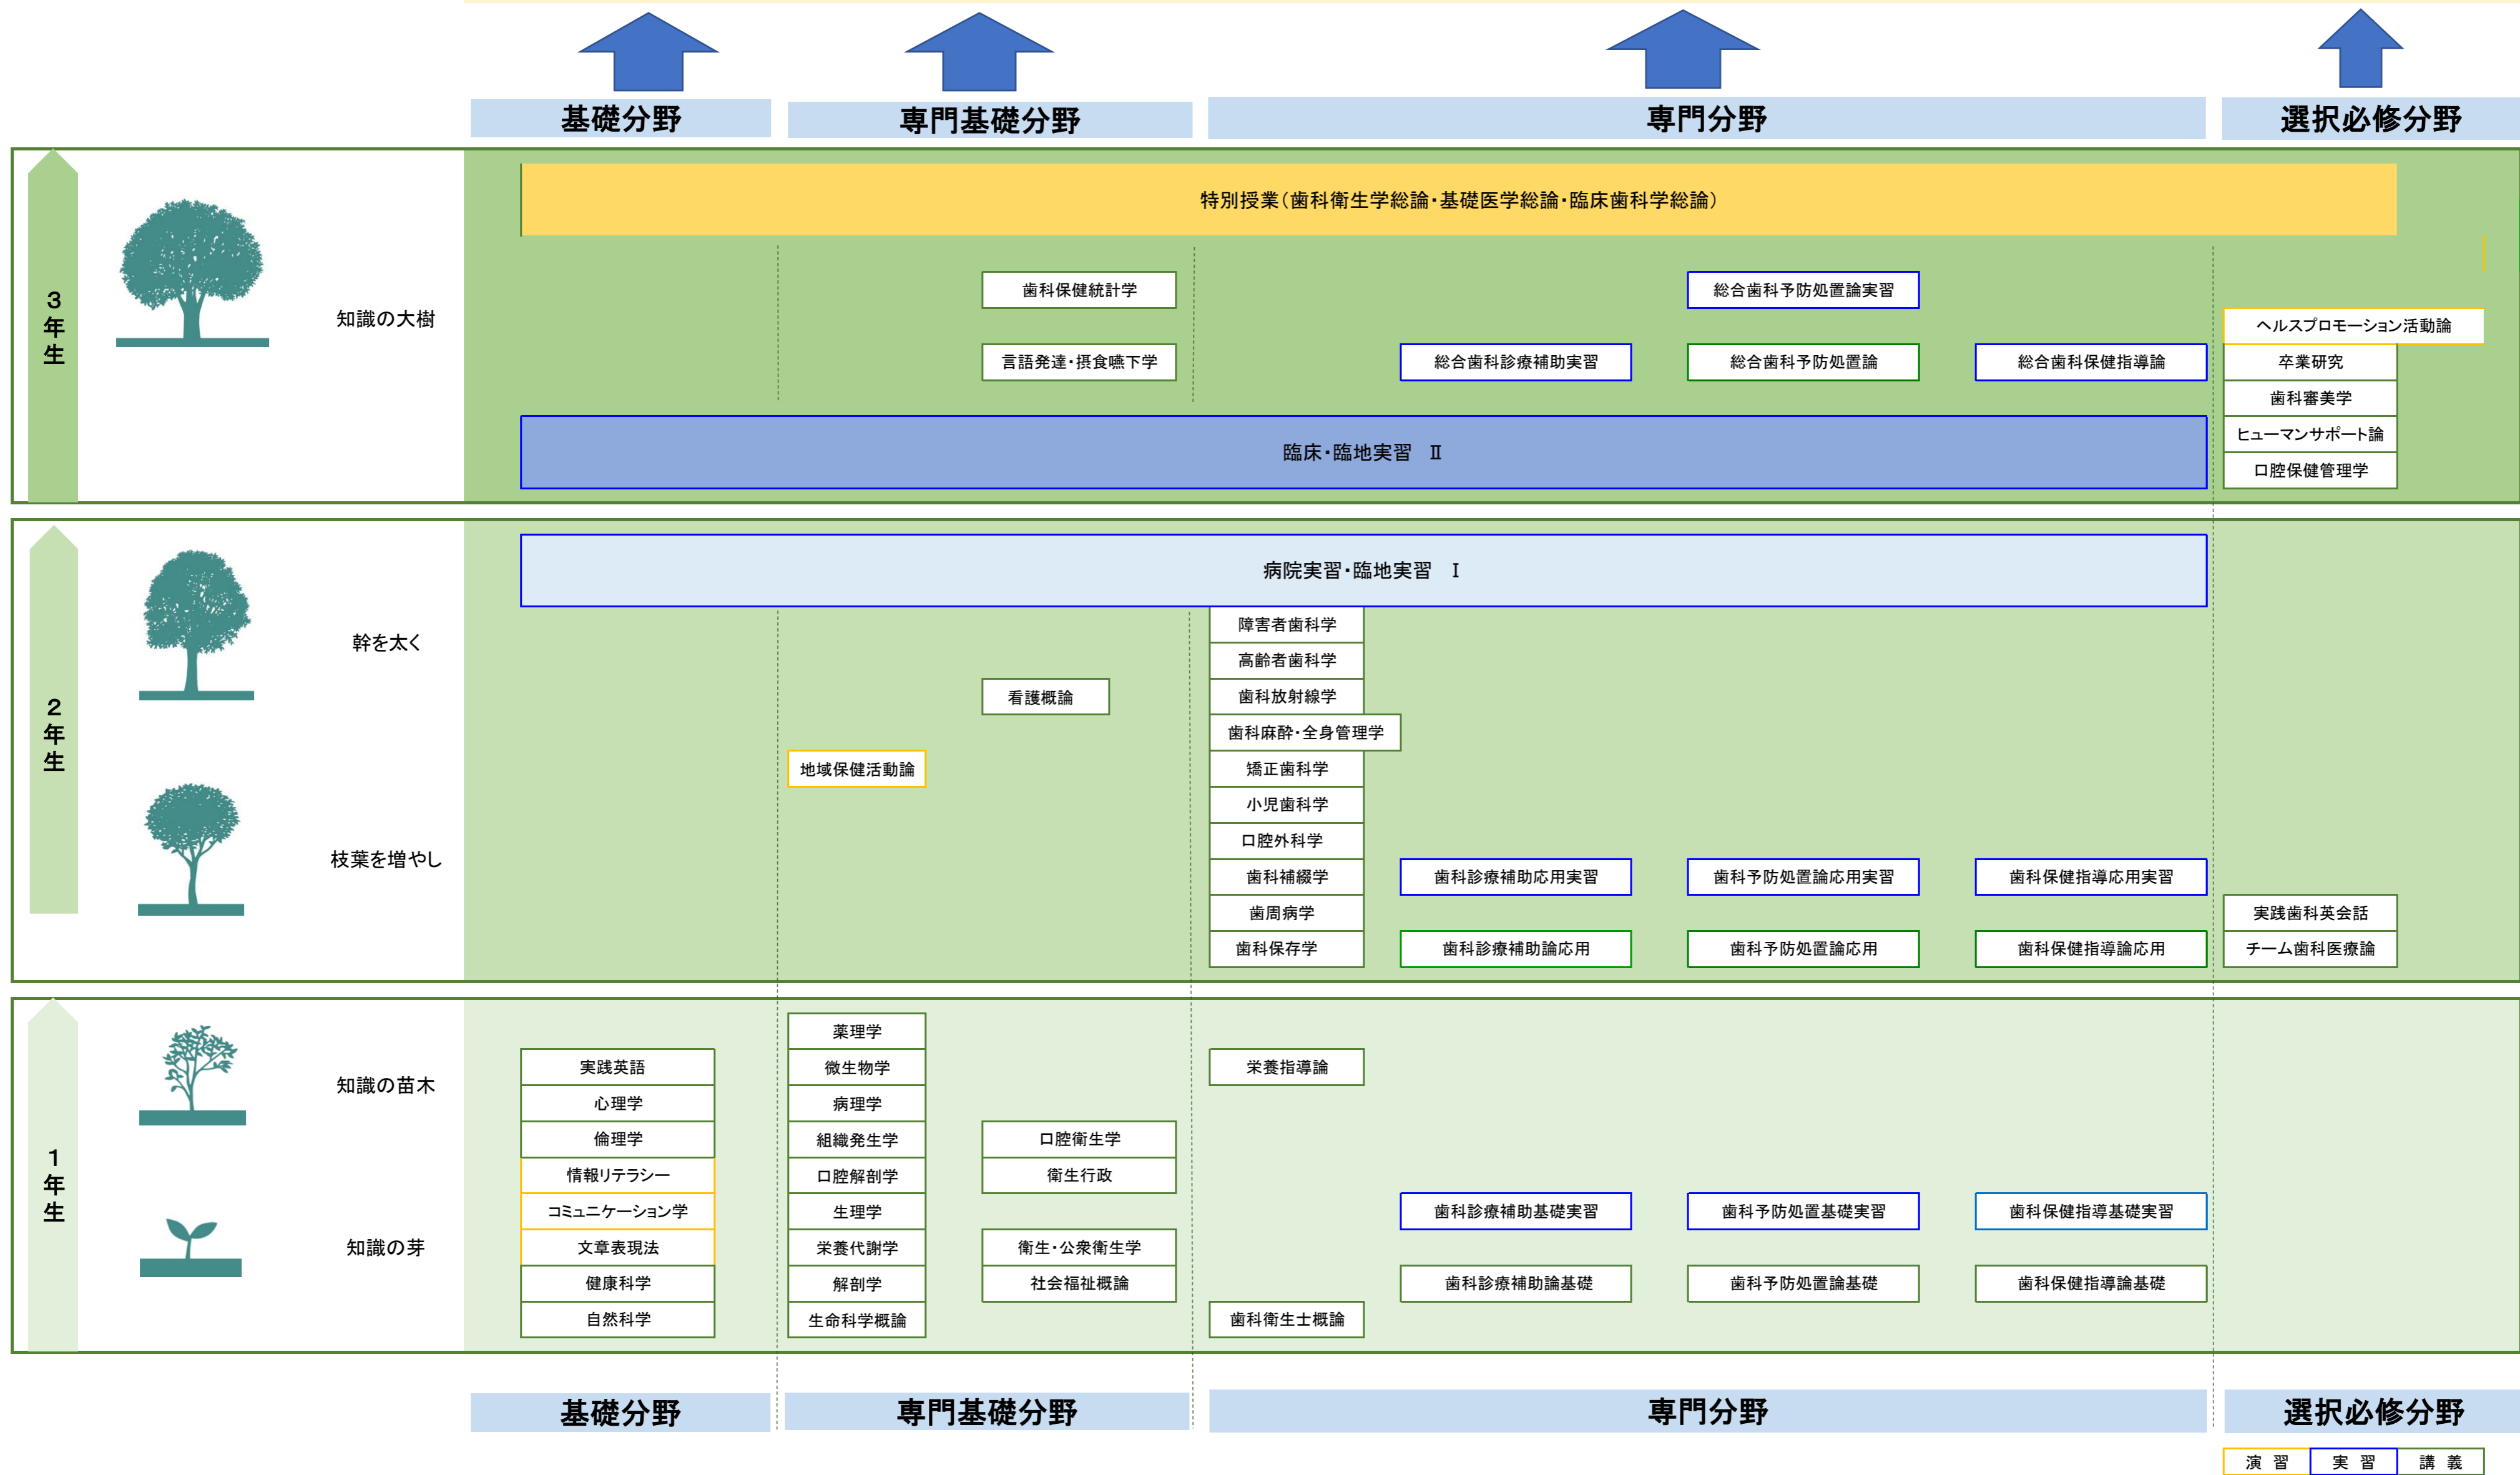 基礎分野
専門基礎分野
専門分野
選択必修分野
3年生
知識の大樹
特別授業(歯科衛生学総論・基礎医学総論・臨床歯科学総論)
歯科保健統計学
総合歯科予防処置論実習
ヘルスプロモーション活動論
言語発達・摂食嚥下学
総合歯科診療補助実習
総合歯科予防処置論
総合歯科保健指導論
卒業研究
歯科審美学
ヒューマンサポート論
口腔保健管理学
臨床・臨地実習 Ⅱ
2年生
幹を太く
枝葉を増やし
病院実習・臨地実習 Ⅰ
障害者歯科学
高齢者歯科学
看護概論
歯科放射線学
歯科麻酔・全身管理学
地域保健活動論
矯正歯科学
小児歯科学
口腔外科学
歯科補綴学
歯科診療補助応用実習
歯科予防処置論応用実習
歯科保健指導応用実習
歯周病学
実践歯科英会話
歯科保存学
歯科診療補助論応用
歯科予防処置論応用
歯科保健指導論応用
チーム歯科医療論
1年生
知識の苗木
知識の芽
薬理学
実践英語
微生物学
栄養指導論
心理学
病理学
倫理学
組織発生学
口腔衛生学
情報リテラシー
口腔解剖学
衛生行政
コミュニケーション学
生理学
歯科診療補助基礎実習
歯科予防処置基礎実習
歯科保健指導基礎実習
文章表現法
栄養代謝学
衛生・公衆衛生学
健康科学
解剖学
社会福祉概論
歯科診療補助論基礎
歯科予防処置論基礎
歯科保健指導論基礎
自然科学
生命科学概論
歯科衛生士概論
基礎分野
専門基礎分野
専門分野
選択必修分野
演 習
実 習
講 義